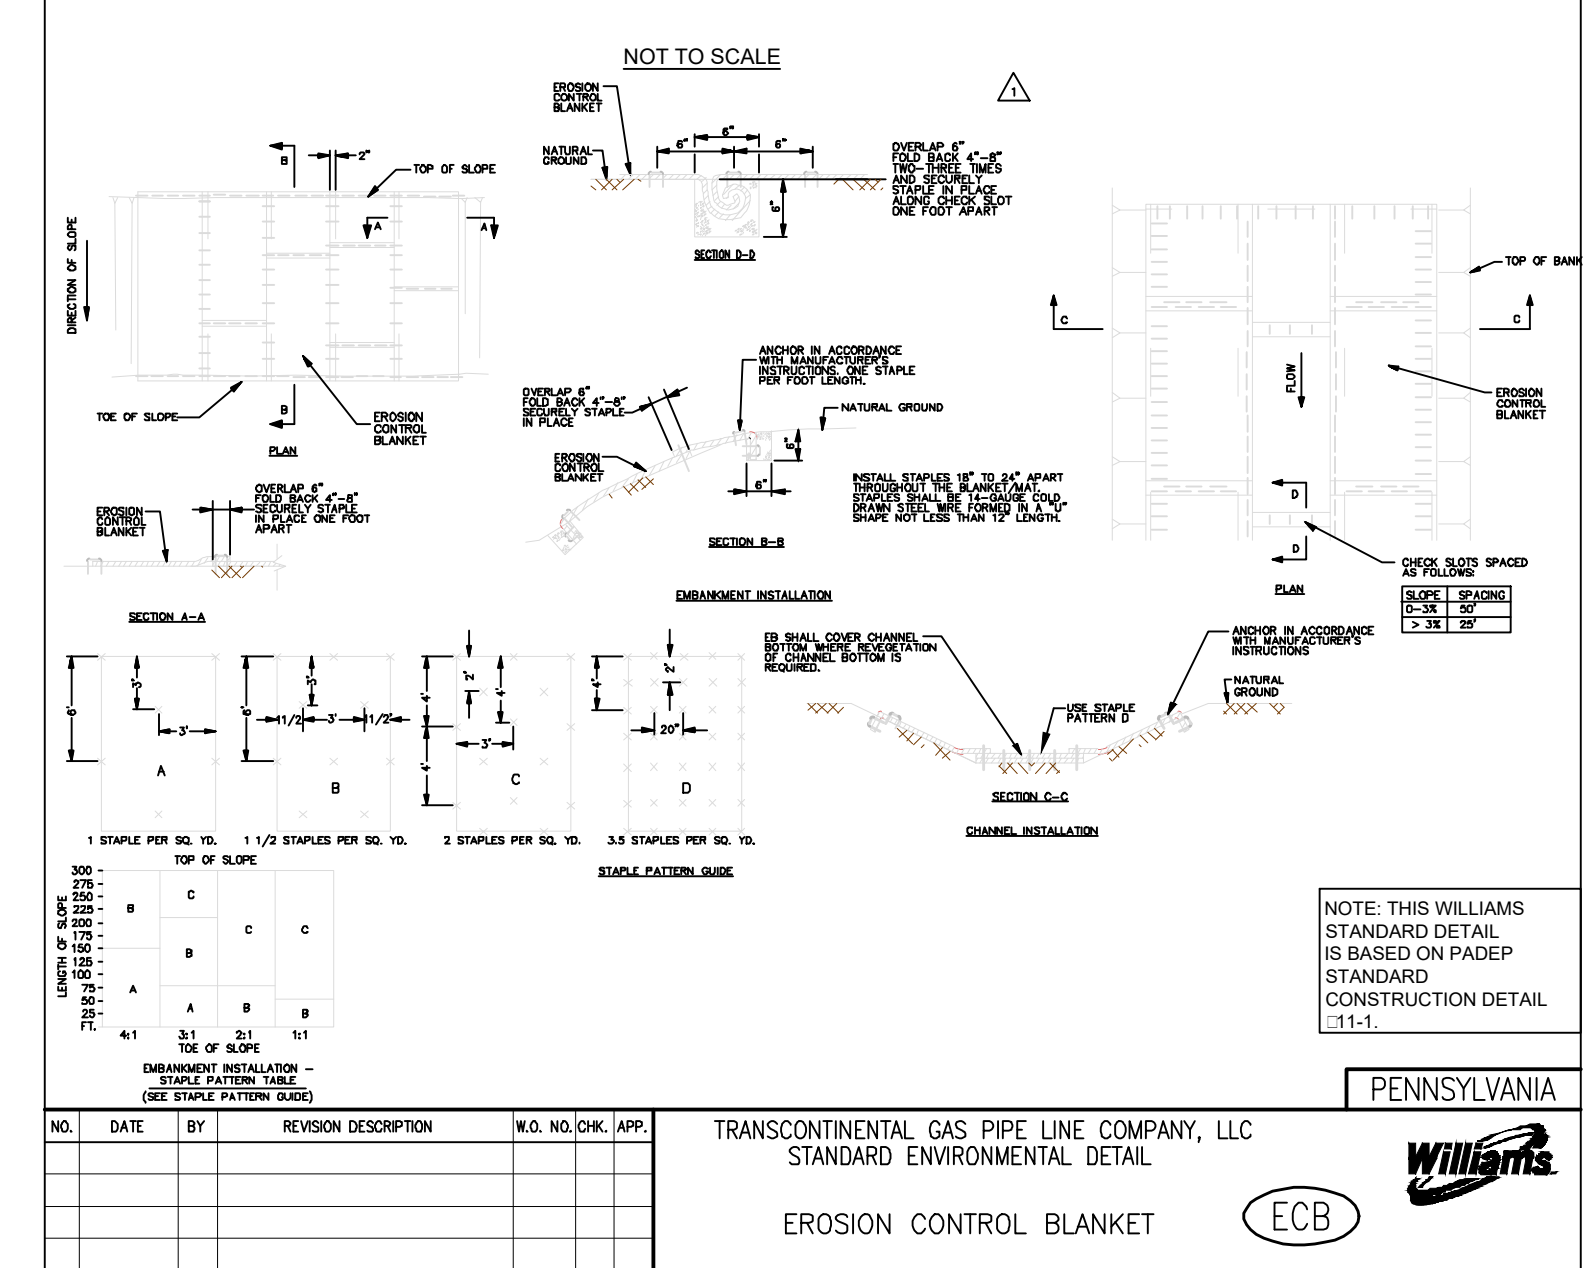 NOT TO SCALE
1
EROSION
CONTROL
BLANKET
NATURAL
GROUND
6"
6"
6"
6"
OVERLAP 6"
FOLD BACK 4"-8"
TWO-THREE TIMES
AND SECURELY
STAPLE IN PLACE
ALONG CHECK SLOT
ONE FOOT APART
SECTION D-D
B
2"
TOP OF SLOPE
A
A
DIRECTION OF SLOPE
TOE OF SLOPE
B
EROSION
CONTROL
BLANKET
PLAN
OVERLAP 6"
FOLD BACK 4"-8"
SECURELY STAPLE
IN PLACE ONE FOOT
APART
EROSION
CONTROL
BLANKET
SECTION A-A
ANCHOR IN ACCORDANCE
WITH MANUFACTURER'S
INSTRUCTIONS. ONE STAPLE
PER FOOT LENGTH.
OVERLAP 6"
FOLD BACK 4"-8"
SECURELY STAPLE
IN PLACE
NATURAL GROUND
EROSION
CONTROL
BLANKET
6"
6"
INSTALL STAPLES 18" TO 24" APART
THROUGHOUT THE BLANKET/MAT.
STAPLES SHALL BE 14-GAUGE COLD
DRAWN STEEL WIRE FORMED IN A "U"
SHAPE NOT LESS THAN 12" LENGTH.
SECTION B-B
EMBANKMENT INSTALLATION
TOP OF BANK
C
C
FLOW
EROSION
CONTROL
BLANKET
D
D
PLAN
CHECK SLOTS SPACED
AS FOLLOWS:
SLOPE SPACING
0-3% 50'
> 3% 25'
EB SHALL COVER CHANNEL
BOTTOM WHERE REVEGETATION
OF CHANNEL BOTTOM IS
REQUIRED.
ANCHOR IN ACCORDANCE
WITH MANUFACTURER'S
INSTRUCTIONS
NATURAL
GROUND
USE STAPLE
PATTERN D
SECTION C-C
CHANNEL INSTALLATION
6'
3'
3'
A
1 STAPLE PER SQ. YD.
6'
3'
11/2
3'
11/2'
B
1 1/2 STAPLES PER SQ. YD.
4'
4'
2'
4'
3'
C
2 STAPLES PER SQ. YD.
4'
2'
20"
D
3.5 STAPLES PER SQ. YD.
STAPLE PATTERN GUIDE
TOP OF SLOPE
LENGTH OF SLOPE
300
275
250
225
200
175
150
125
100
75
50
25
FT.
B
A
C
B
A
C
B
C
B
4:1 3:1 2:1 1:1
TOE OF SLOPE
EMBANKMENT INSTALLATION -
STAPLE PATTERN TABLE
(SEE STAPLE PATTERN GUIDE)
NOTE: THIS WILLIAMS
STANDARD DETAIL
IS BASED ON PADEP
STANDARD
CONSTRUCTION DETAIL
□11-1.
PENNSYLVANIA
NO. DATE BY REVISION DESCRIPTION W.O. NO. CHK. APP.
TRANSCONTINENTAL GAS PIPE LINE COMPANY, LLC
STANDARD ENVIRONMENTAL DETAIL
EROSION CONTROL BLANKET
ECB
Williams